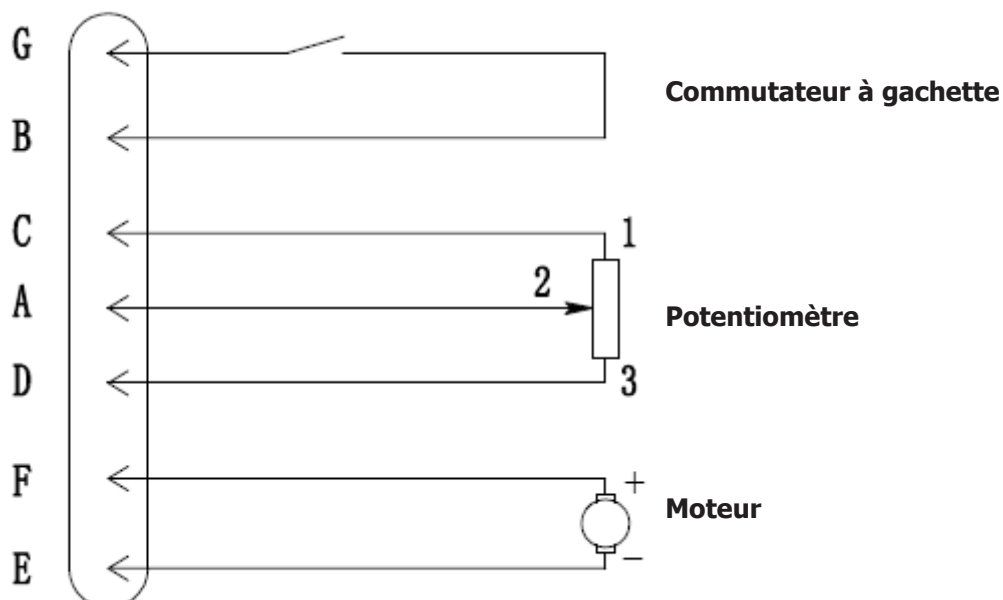 G
Commutateur à gachette
B
C
1
A
2
Potentiomètre
D
3
F
+
Moteur
E
−